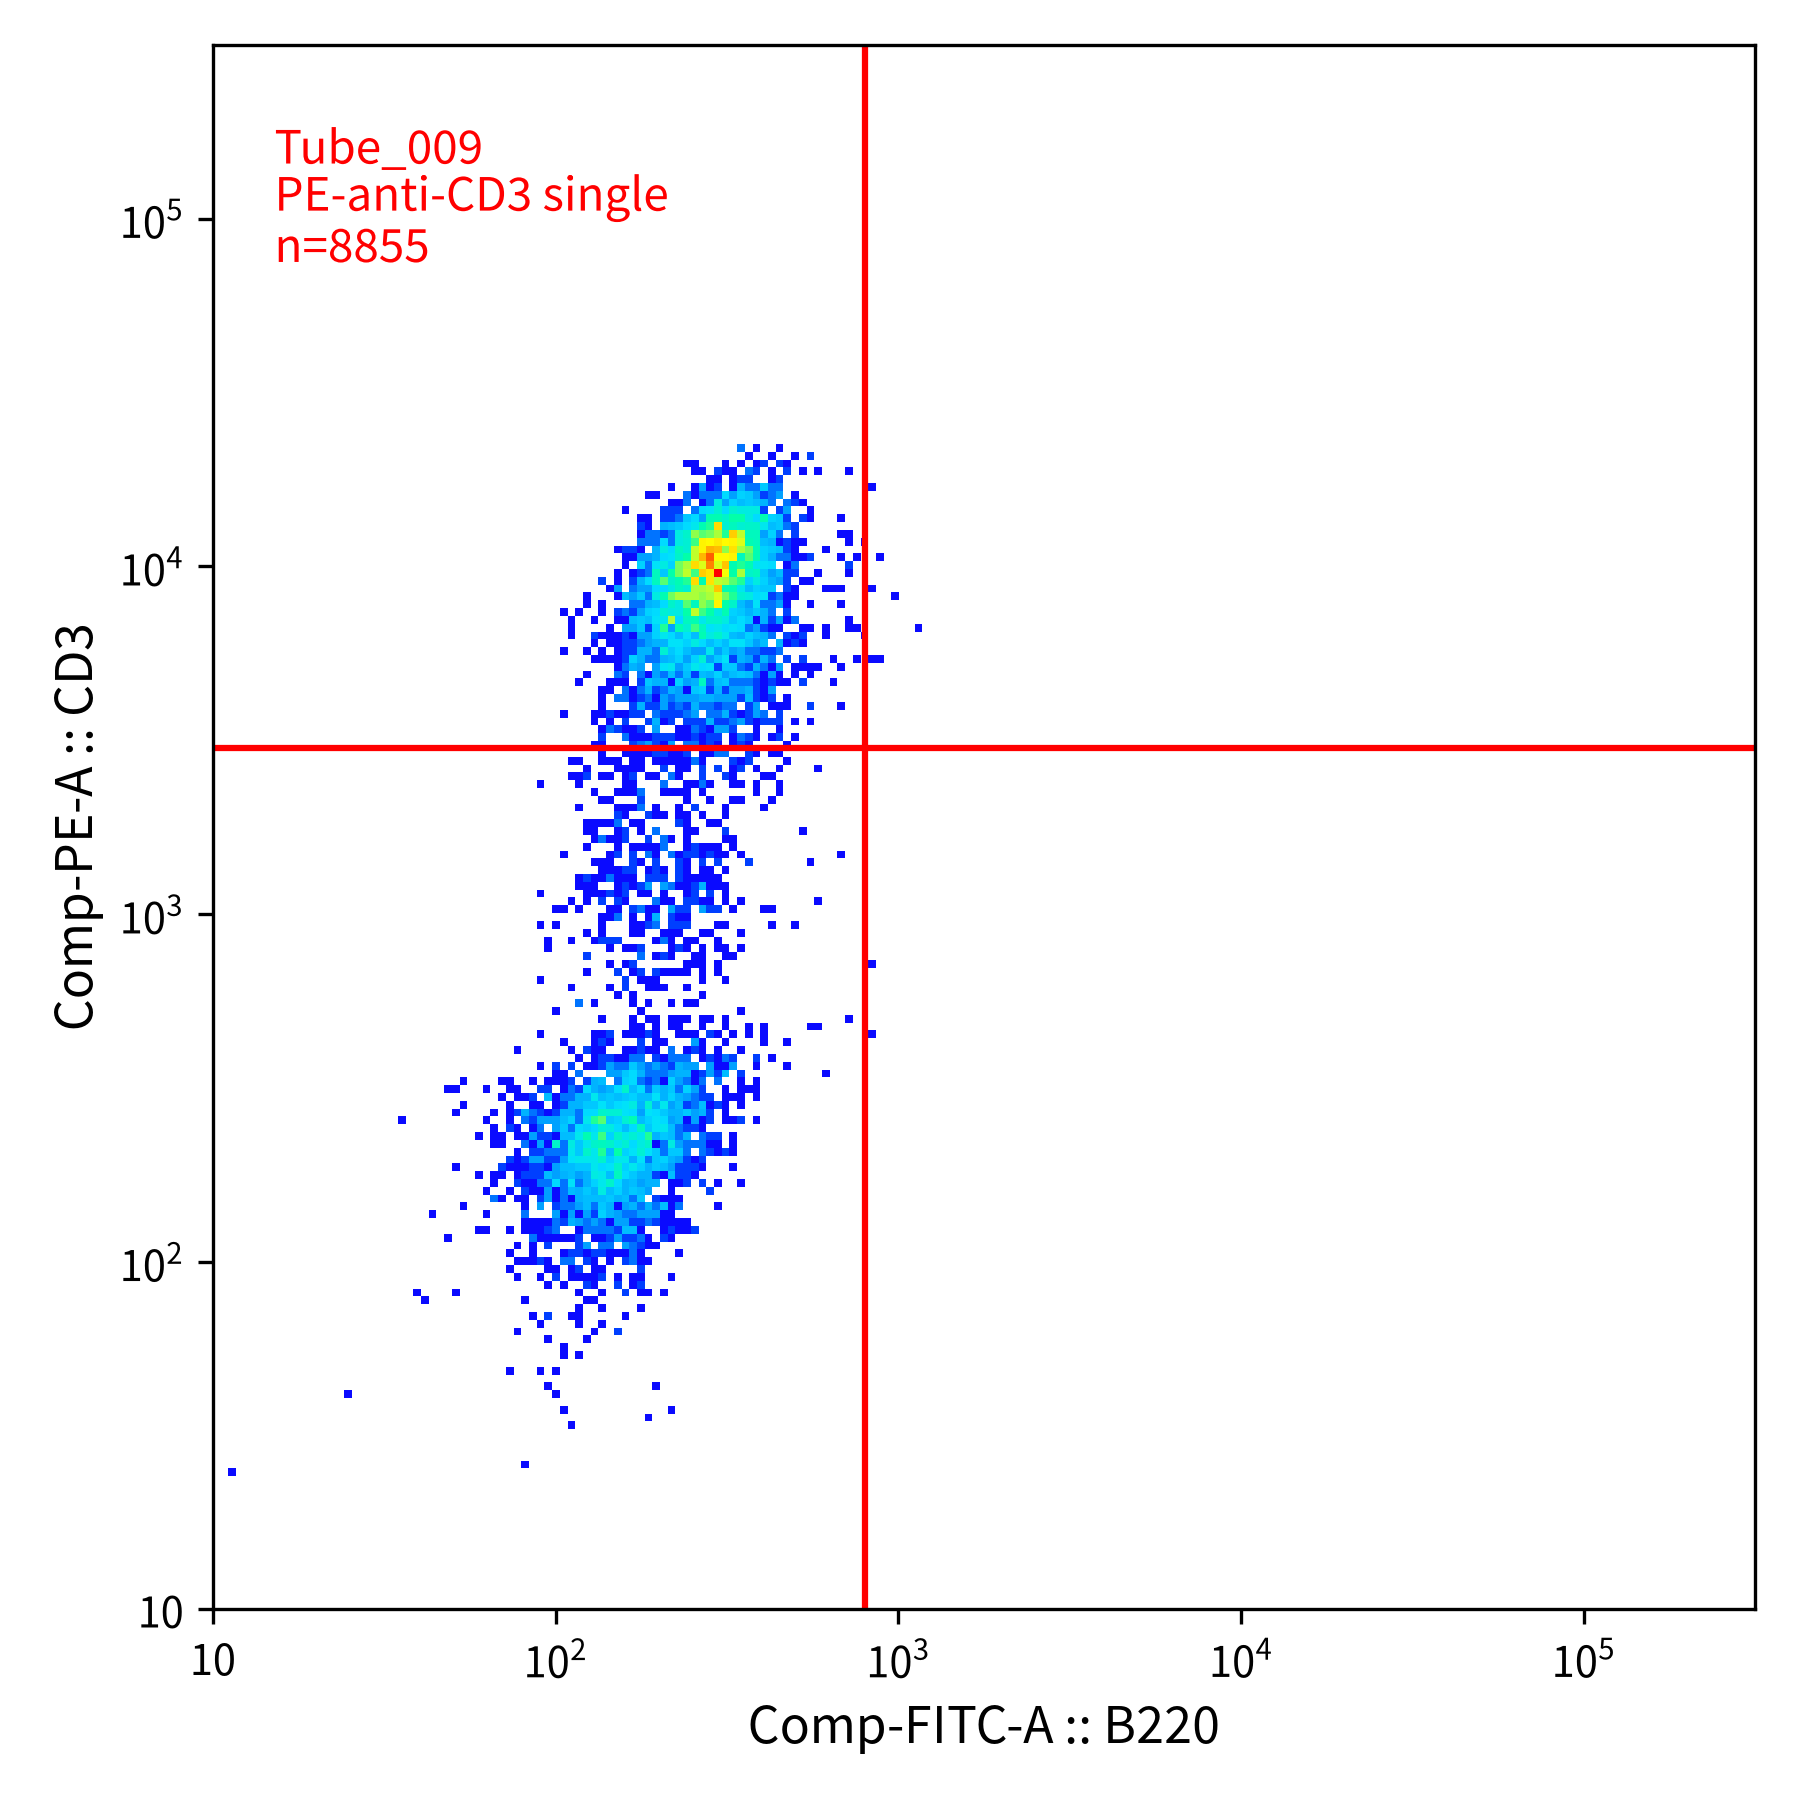 Tube_009
PE-anti-CD3 single
n=8855
Comp-PE-A :: CD3
10⁵
10⁴
10³
10²
10
10
10²
10³
10⁴
10⁵
Comp-FITC-A :: B220